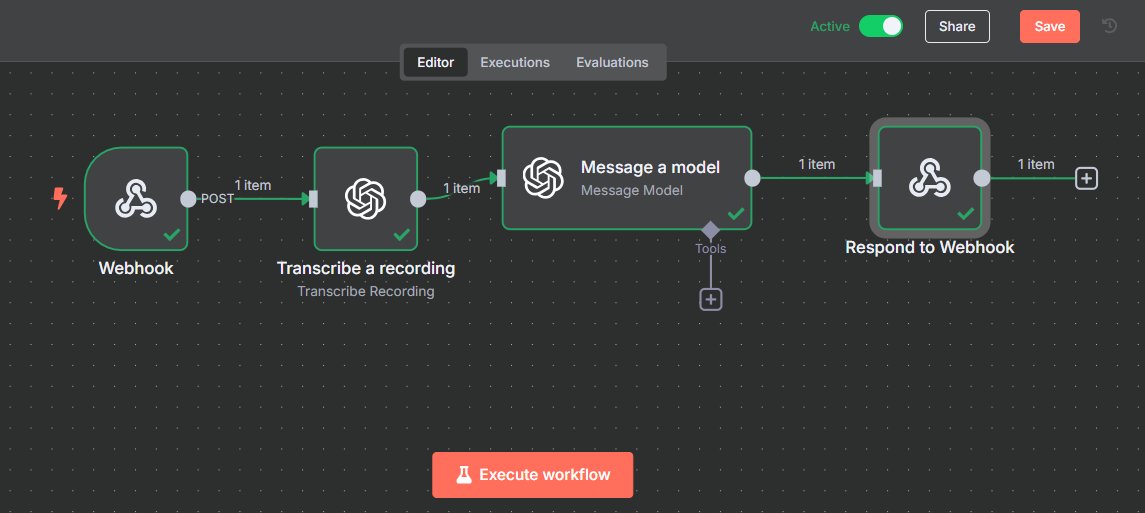 Active
Share
Save
Editor
Executions
Evaluations
POST
1 item
1 item
Message a model
Message Model
1 item
1 item
Tools
Webhook
Transcribe a recording
Transcribe Recording
Respond to Webhook
Execute workflow